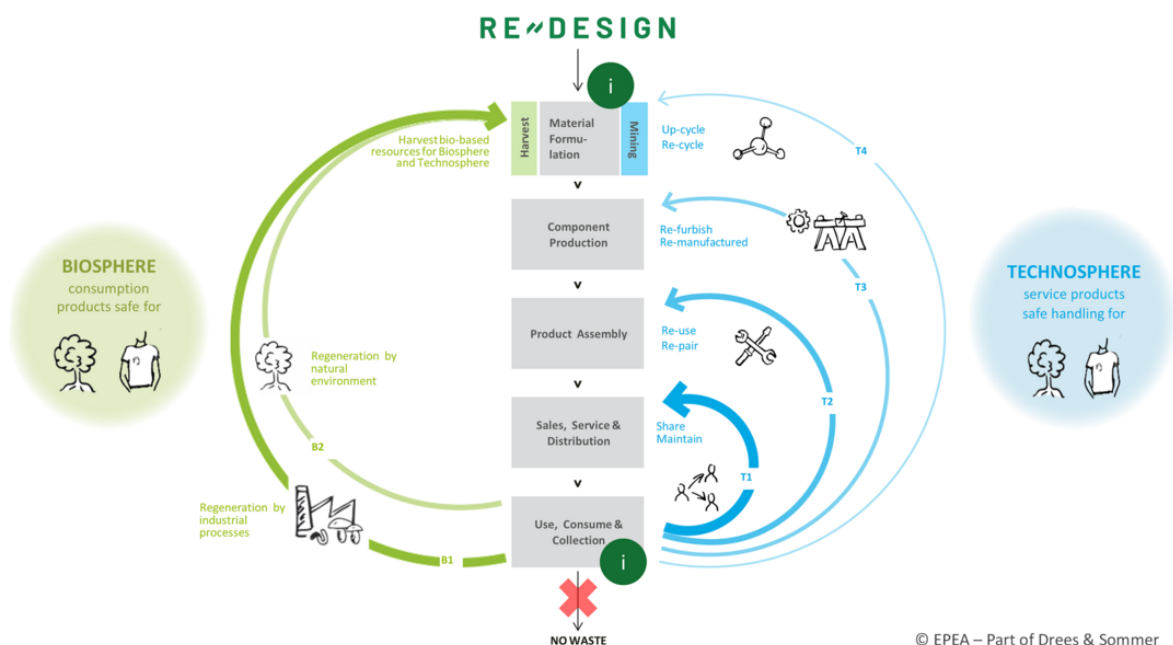 RE//DESIGN
i
Harvest
Material
Formu-
lation
Mining
Harvest bio-based
resources for Biosphere
and Technosphere
Up-cycle
Re-cycle
T4
v
Component
Production
Re-furbish
Re-manufactured
T3
v
BIOSPHERE
consumption
products safe for
TECHNOSPHERE
service products
safe handling for
Product Assembly
Re-use
Re-pair
T2
Regeneration by
natural
environment
B2
v
Sales, Service &
Distribution
Share
Maintain
T1
v
Regeneration by
industrial
processes
B1
Use, Consume &
Collection
i
NO WASTE
© EPEA – Part of Drees & Sommer